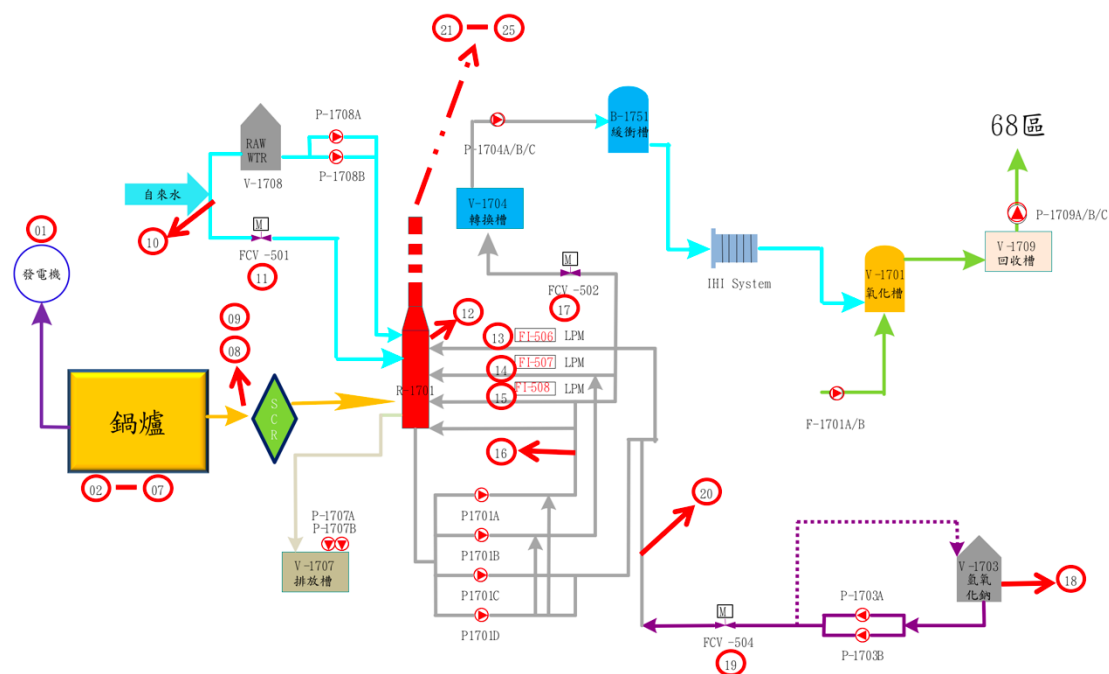 21
25
P-1708A
RAW
WTR
P-1708B
V-1708
自來水
10
FCV -501
M
11
01
發電機
09
08
鍋爐
02
07
SCR
B-1751
緩衝槽
P-1704A/B/C
V-1704
轉換槽
M
FCV -502
17
IHI System
68區
P-1709A/B/C
V-1709
回收槽
V-1701
氧化槽
F-1701A/B
12
13
FI-506
LPM
14
FI-507
LPM
15
FI-508
LPM
R-1701
16
P1701A
P1701B
P1701C
P1701D
P-1707A
P-1707B
V-1707
排放槽
20
V-1703
氫氧
化鈉
18
P-1703A
P-1703B
M
FCV -504
19